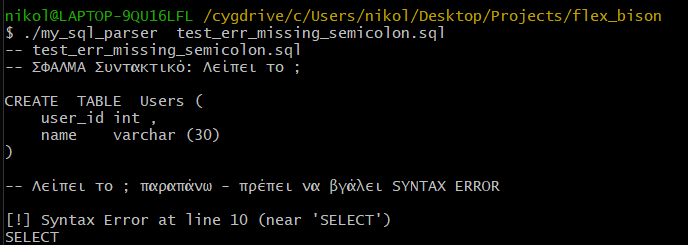 nikol@LAPTOP-9QU16LFL /cygdrive/c/Users/nikol/Desktop/Projects/flex_bison
$ ./my_sql_parser  test_err_missing_semicolon.sql
-- test_err_missing_semicolon.sql
-- ΣΦΑΛΜΑ Συντακτικό: Λείπει το ;
CREATE  TABLE  Users (
    user_id int ,
    name    varchar (30)
)
-- Λείπει το ; παραπάνω - πρέπει να βγάλει SYNTAX ERROR
[!] Syntax Error at line 10 (near 'SELECT')
SELECT